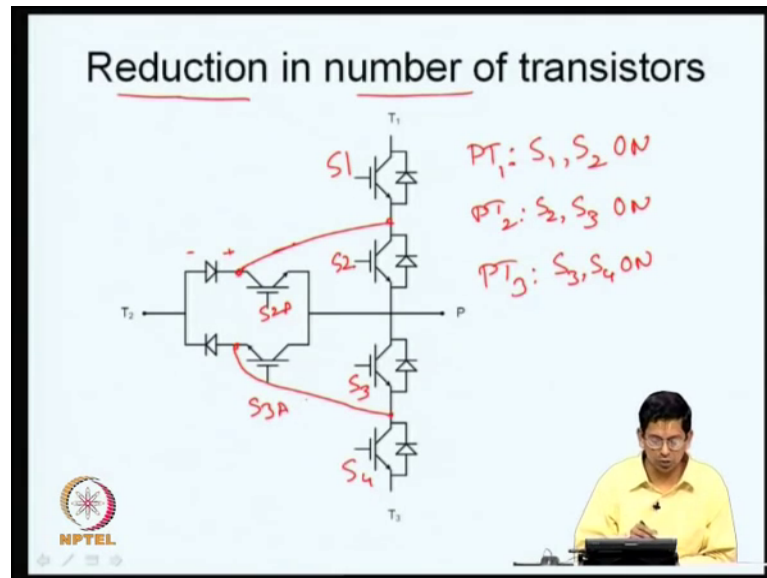 Reduction in number of transistors
T1
S1
PT1: S1, S2 ON
S2
PT2: S2, S3 ON
PT3: S3, S4 ON
- +
T2
P
S3
S3A
S4
T3
NPTEL